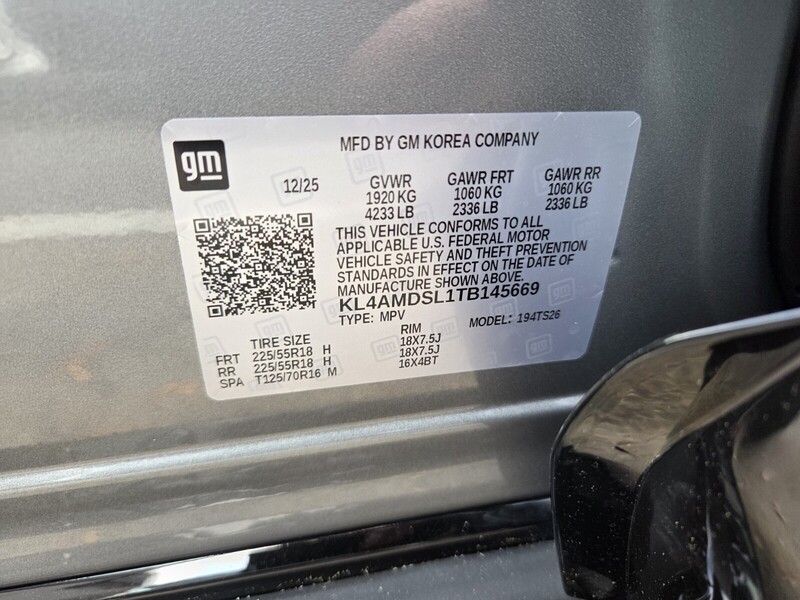 gm
MFD BY GM KOREA COMPANY
12/25
GVWR GAWR FRT GAWR RR
1920 KG 1060 KG 1060 KG
4233 LB 2336 LB 2336 LB
THIS VEHICLE CONFORMS TO ALL
APPLICABLE U.S. FEDERAL MOTOR
VEHICLE SAFETY AND THEFT PREVENTION
STANDARDS IN EFFECT ON THE DATE OF
MANUFACTURE SHOWN ABOVE.
KL4AMDSL1TB145669
TYPE: MPV MODEL: 194TS26
TIRE SIZE RIM
FRT 225/55R18 H 18X7.5J
RR 225/55R18 H 18X7.5J
SPA T125/70R16 M 16X4BT